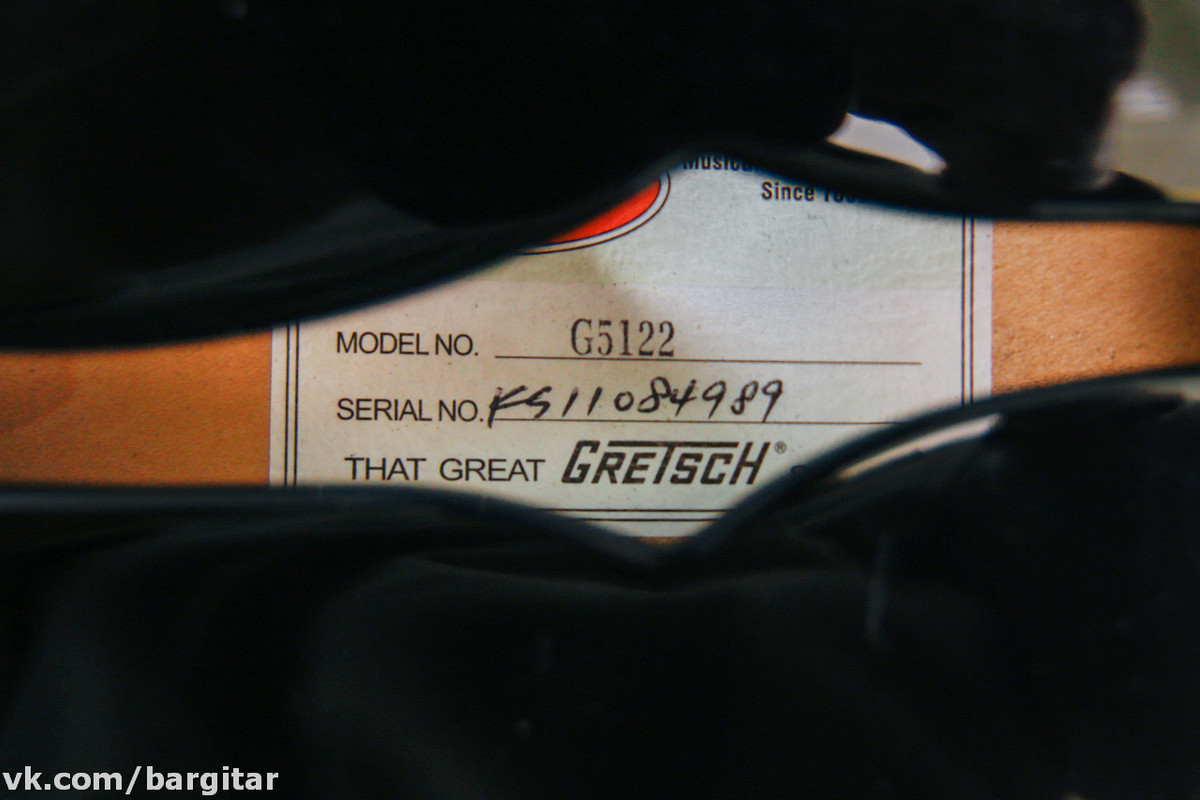 Since
MODEL NO. G5122
SERIAL NO. KS11084989
THAT GREAT GRETSCH®
vk.com/bargitar